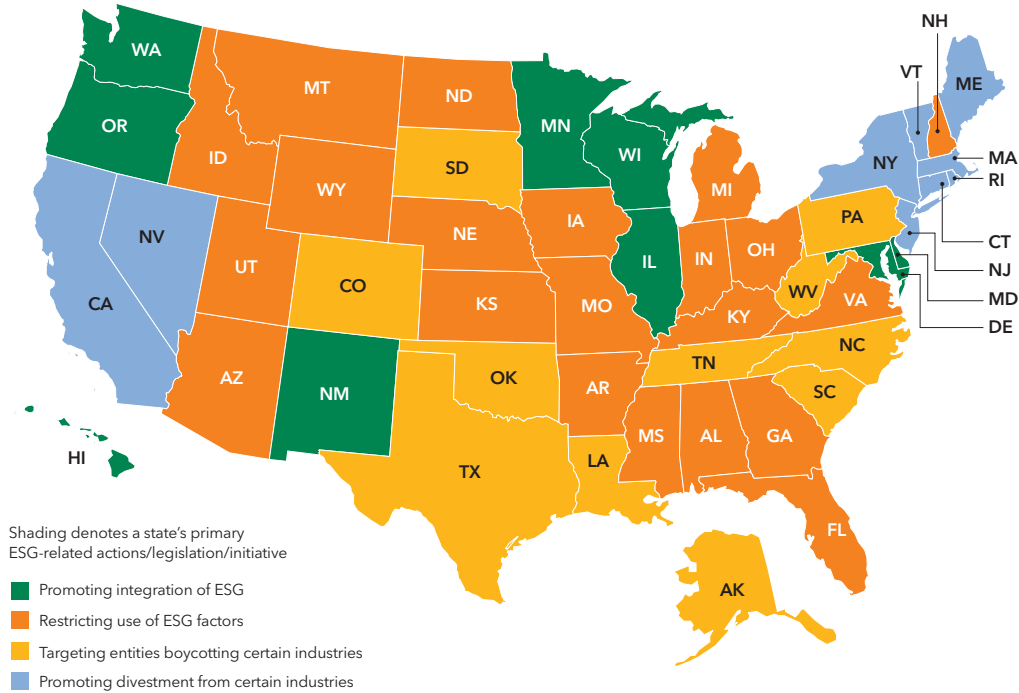 NH
WA
VT
ME
MT
ND
OR
MN
ID
WI
SD
NY
MA
RI
WY
MI
IA
PA
NE
CT
NV
OH
IN
IL
NJ
UT
CO
WV
VA
MD
CA
KS
MO
KY
DE
NC
TN
AZ
OK
NM
AR
SC
MS
AL
GA
HI
TX
LA
FL
AK
Shading denotes a state's primary
ESG-related actions/legislation/initiative
Promoting integration of ESG
Restricting use of ESG factors
Targeting entities boycotting certain industries
Promoting divestment from certain industries